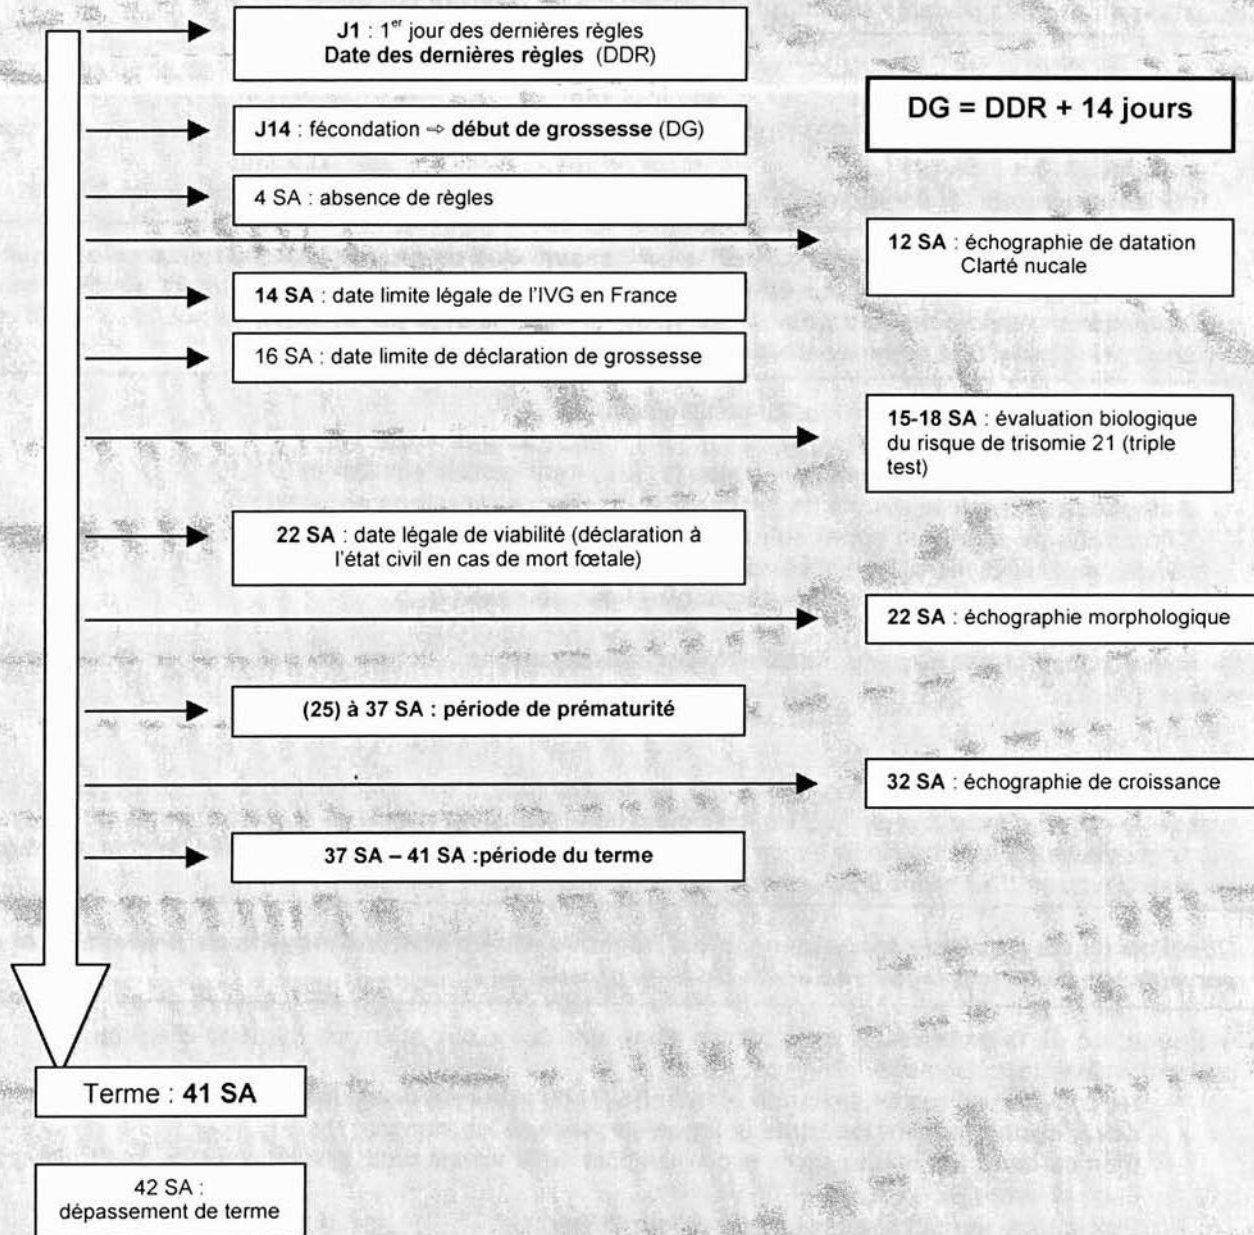 J1 : 1er jour des dernières règles
Date des dernières règles (DDR)
DG = DDR + 14 jours
J14 : fécondation ⇨ début de grossesse (DG)
4 SA : absence de règles
12 SA : échographie de datation
Clarté nucale
14 SA : date limite légale de l'IVG en France
16 SA : date limite de déclaration de grossesse
15-18 SA : évaluation biologique
du risque de trisomie 21 (triple
test)
22 SA : date légale de viabilité (déclaration à
l'état civil en cas de mort fœtale)
22 SA : échographie morphologique
(25) à 37 SA : période de prématurité
32 SA : échographie de croissance
37 SA – 41 SA :période du terme
Terme : 41 SA
42 SA :
dépassement de terme